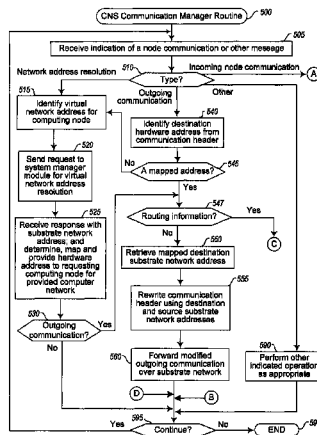 CNS Communication Manager Routine
500
505
Receive indication of a node communication or other message
Network address resolution
510
Type?
Incoming node communication
A
515
Identify virtual
network address for
computing node
Outgoing
communication
Other
540
Identify destination
hardware address from
communication header
520
Send request to
system manager
module for virtual
network address
resolution
No
A mapped address?
545
Yes
525
Receive response with
substrate network
address, and
determine, map and
provide hardware
address to requesting
computing node for
provided computer
network
Routing information?
547
Yes
C
No
550
Retrieve mapped destination
substrate network address
555
Rewrite communication
header using destination
and source substrate
network addresses
530
Outgoing
communication?
Yes
No
560
Forward modified
outgoing communication
over substrate network
590
Perform other
indicated operation
as appropriate
D
B
Yes
595
Continue?
No
END